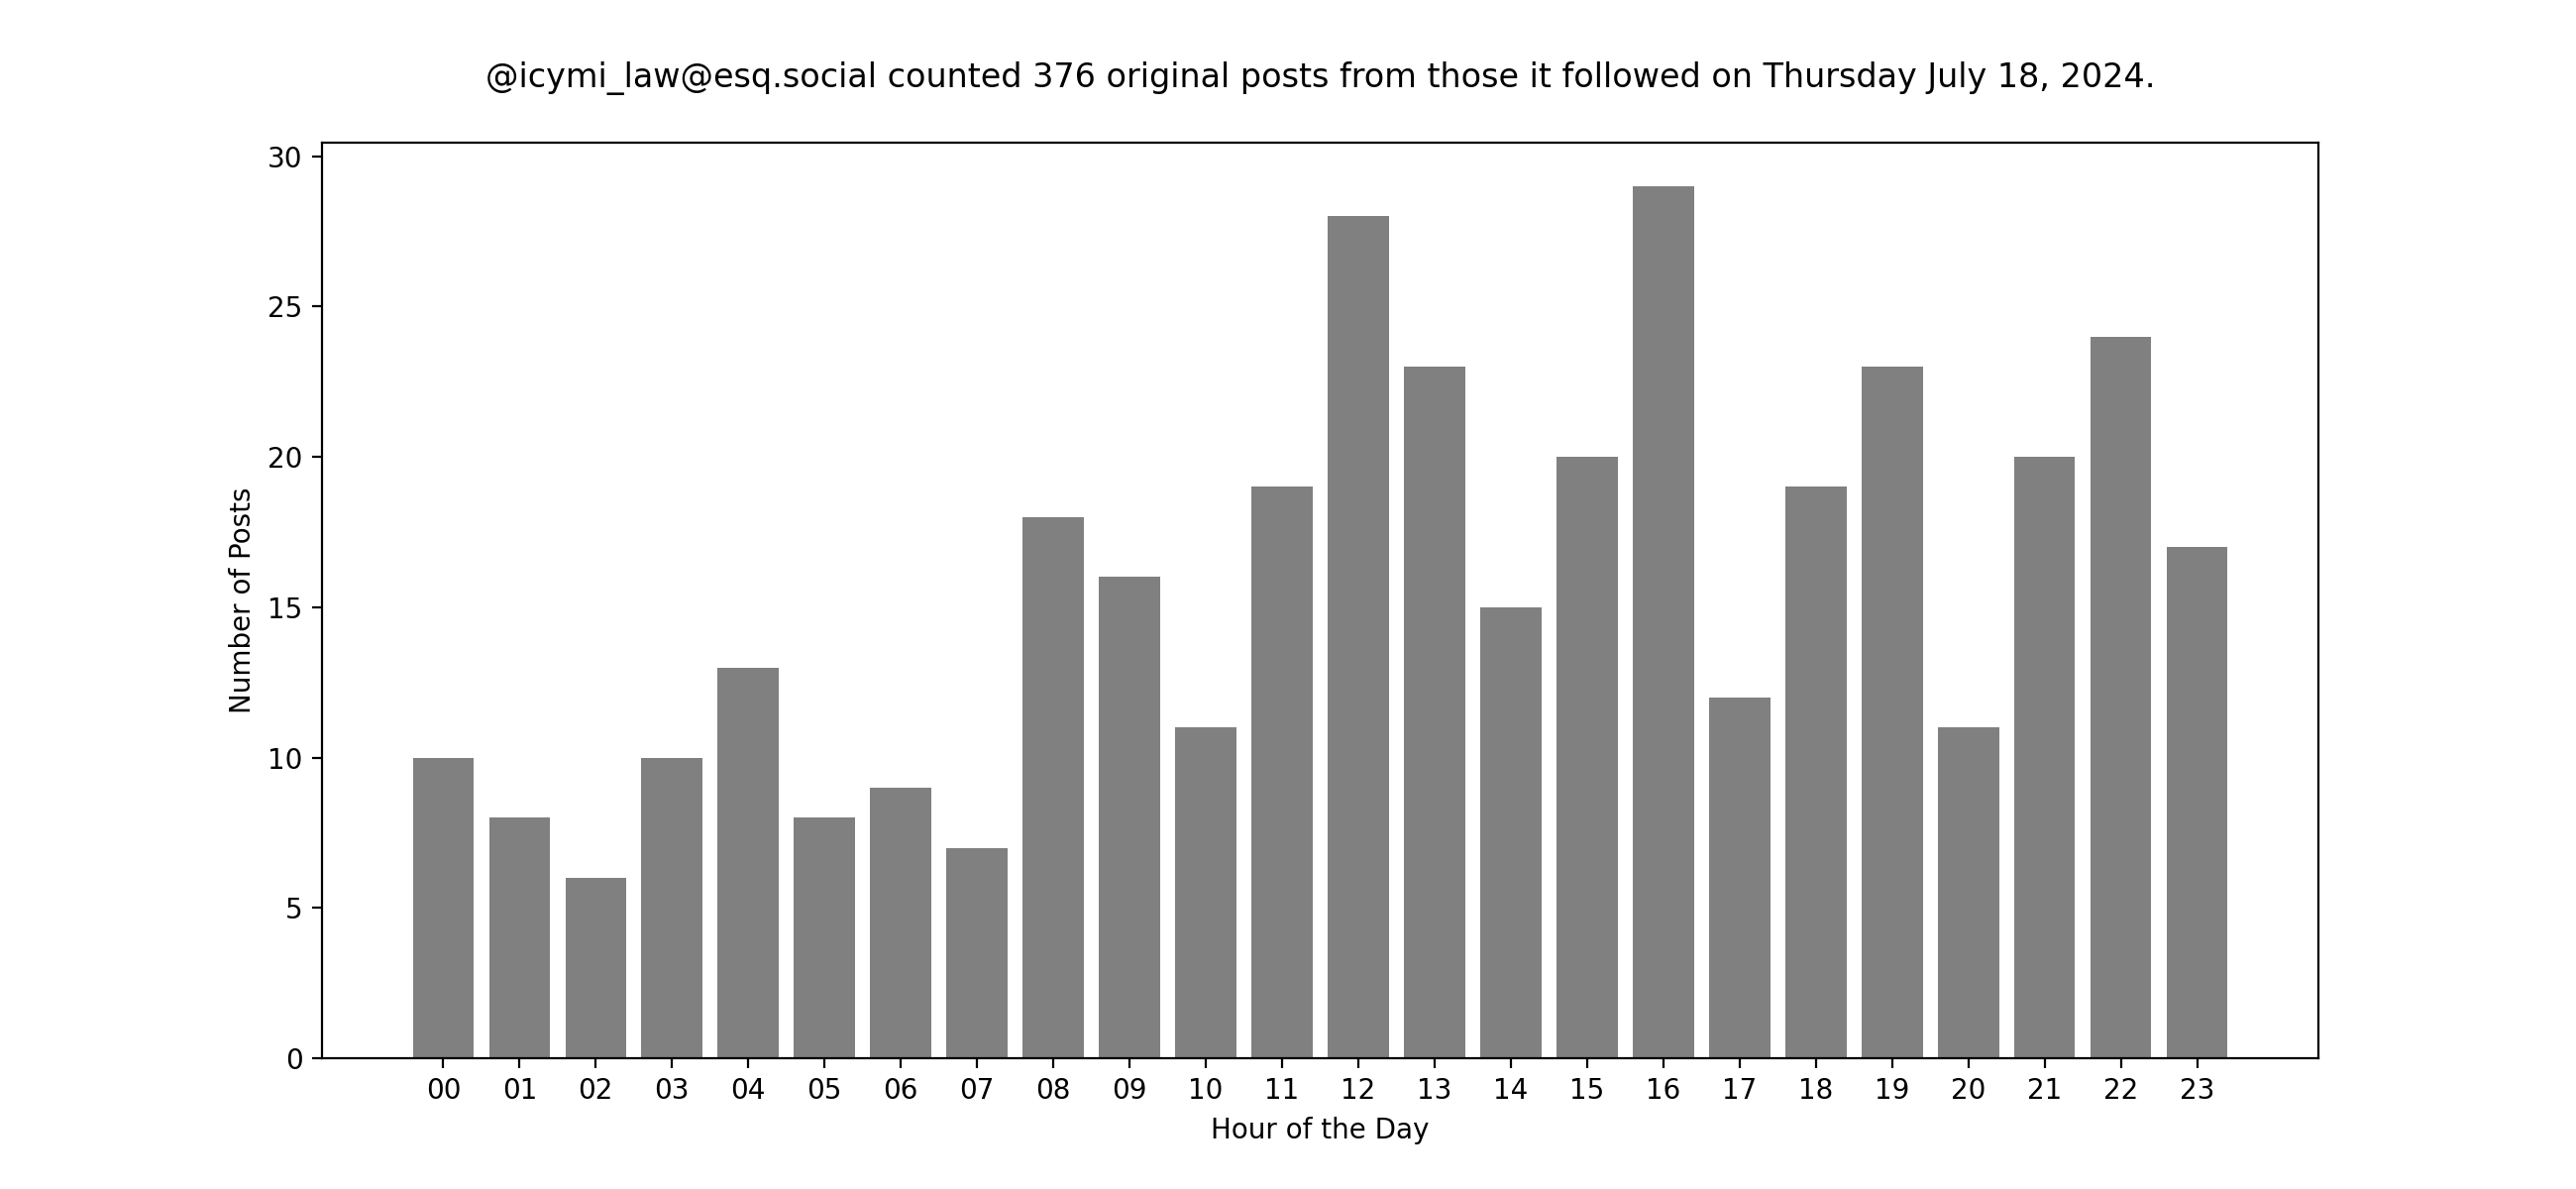 @icymi_law@esq.social counted 376 original posts from those it followed on Thursday July 18, 2024.
30
25
20
15
10
5
0
Number of Posts
00 01 02 03 04 05 06 07 08 09 10 11 12 13 14 15 16 17 18 19 20 21 22 23
Hour of the Day